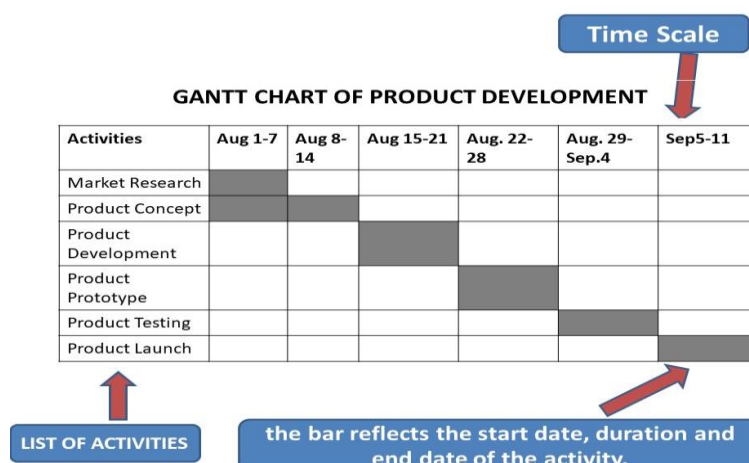 Time Scale
GANTT CHART OF PRODUCT DEVELOPMENT
Activities Aug 1-7 Aug 8- Aug 15-21 Aug. 22- Aug. 29- Sep5-11
14 28 Sep.4
Market Research
Product Concept
Product
Development
Product
Prototype
Product Testing
Product Launch
LIST OF ACTIVITIES
the bar reflects the start date, duration and
end date of the activity.